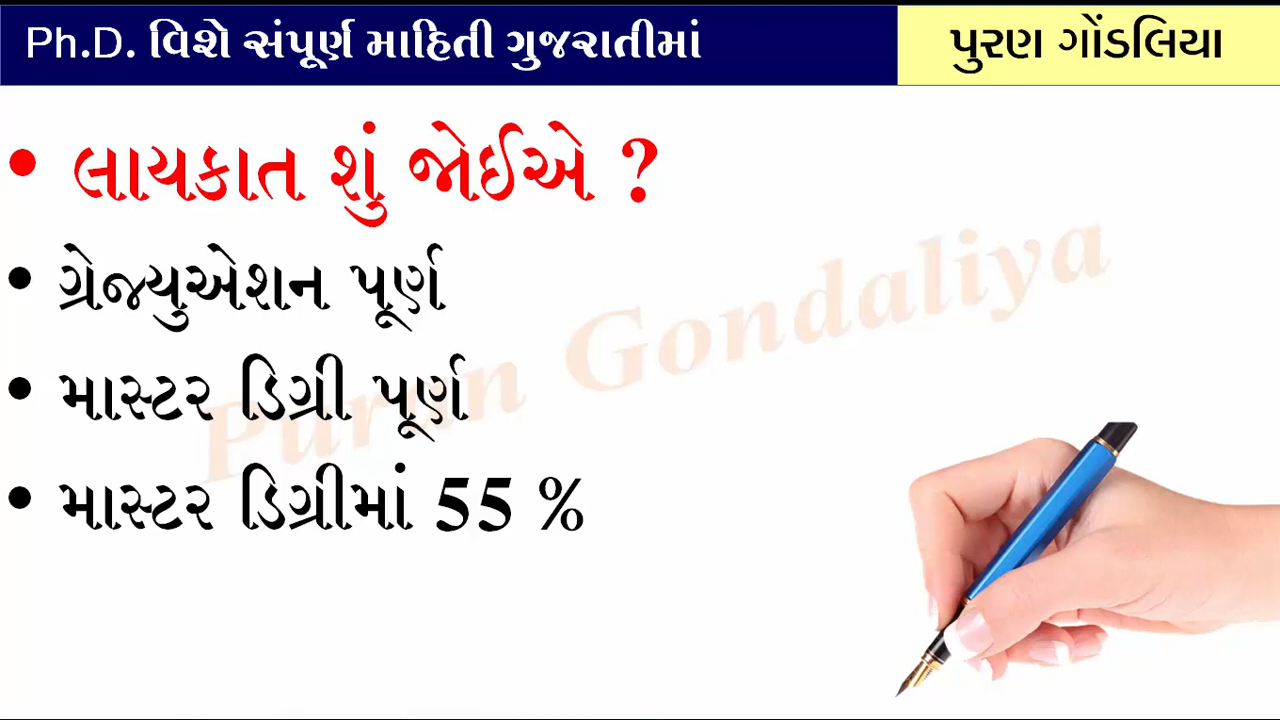 Ph.D. વિશે સંપૂર્ણ માહિતી ગુજરાતીમાં
પુરણ ગોંડલિયા
• લાયકાત શું જોઈએ ?
• ગ્રેજ્યુએશન પૂર્ણ
• માસ્ટર ડિગ્રી પૂર્ણ
• માસ્ટર ડિગ્રીમાં 55 %
Puran Gondaliya